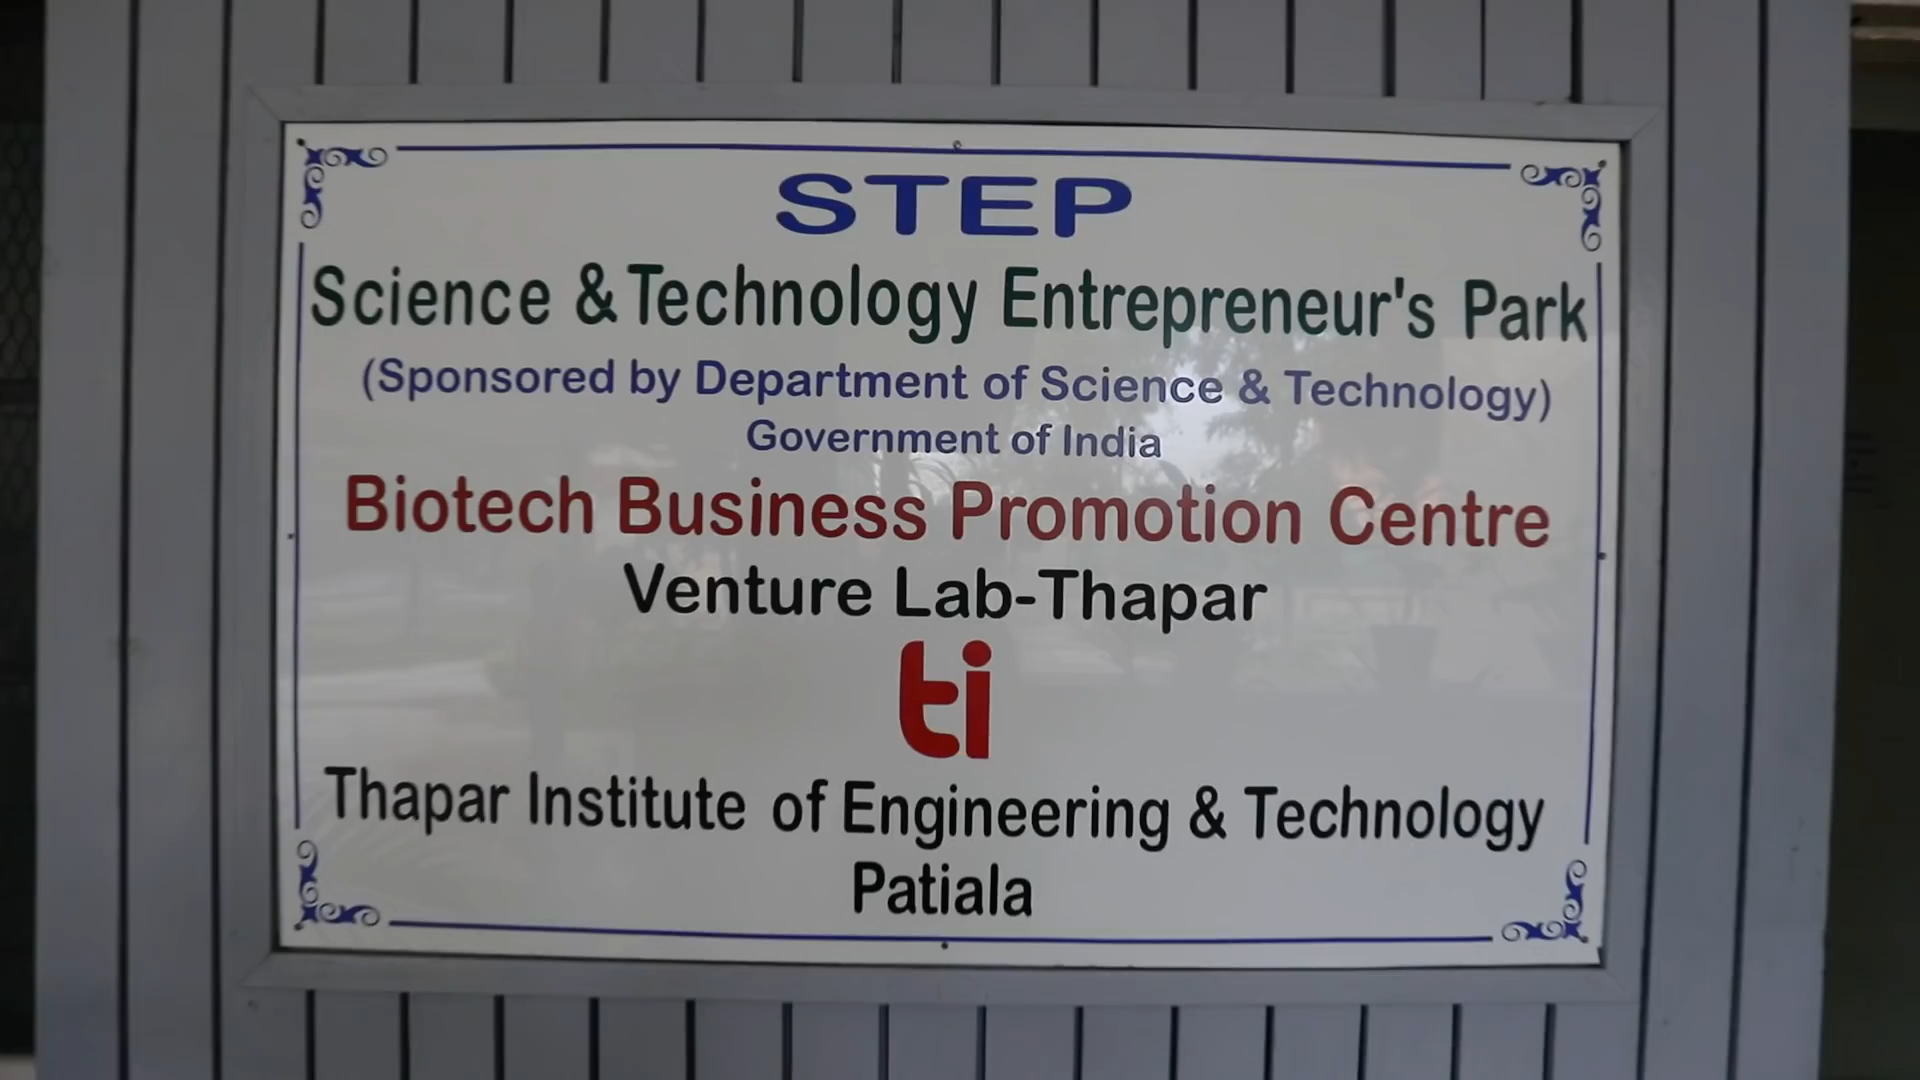 STEP
Science & Technology Entrepreneur's Park
(Sponsored by Department of Science & Technology)
Government of India
Biotech Business Promotion Centre
Venture Lab-Thapar
ti
Thapar Institute of Engineering & Technology
Patiala